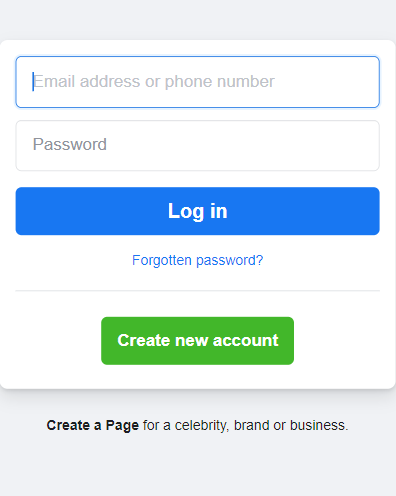 Email address or phone number
Password
Log in
Forgotten password?
Create new account
Create a Page for a celebrity, brand or business.